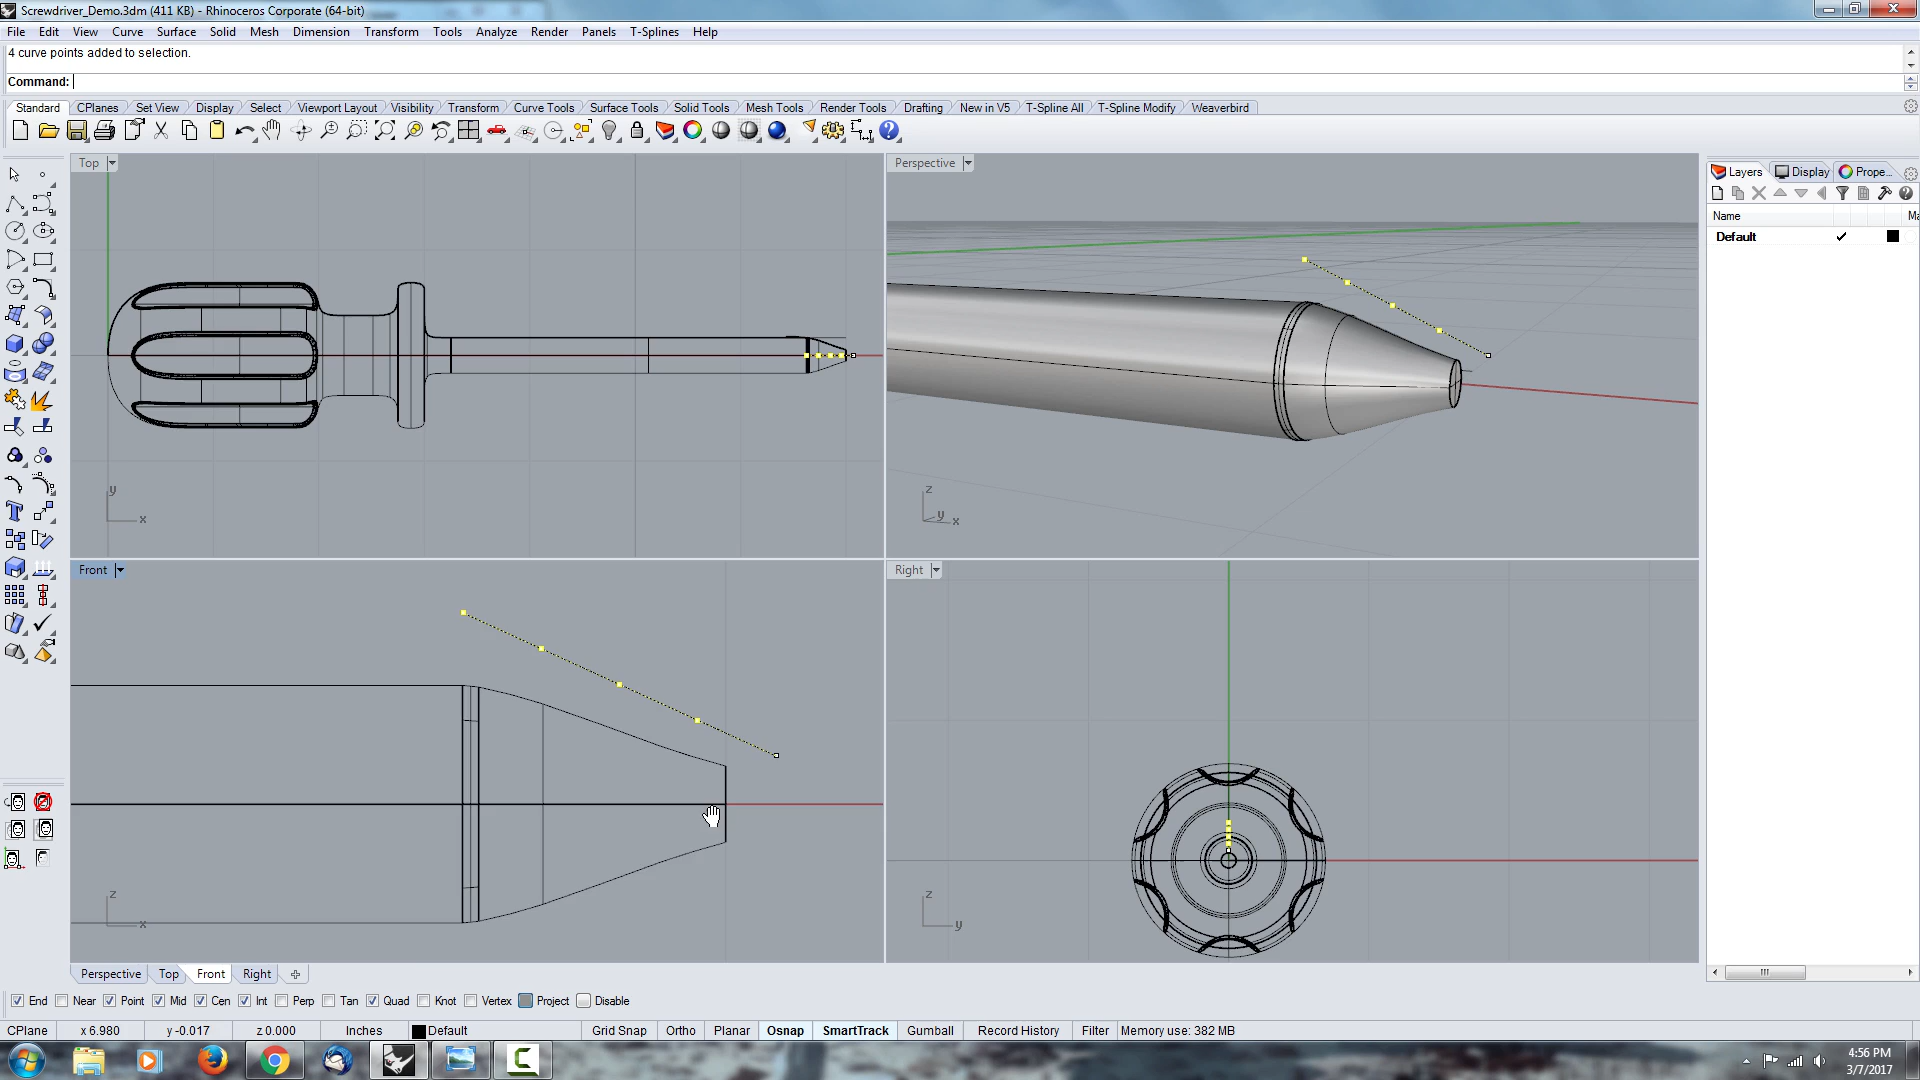 Screwdriver_Demo.3dm (411 KB) - Rhinoceros Corporate (64-bit)
File Edit View Curve Surface Solid Mesh Dimension Transform Tools Analyze Render Panels T-Splines Help
4 curve points added to selection.
Command:
Standard CPlanes Set View Display Select Viewport Layout Visibility Transform Curve Tools Surface Tools Solid Tools Mesh Tools Render Tools Drafting New in V5 T-Spline All T-Spline Modify Weaverbird
Top
Perspective
Layers Display Prope...
Name Ma
Default
y
x
z
y
x
Front
Right
z
x
z
y
Perspective Top Front Right
End Near Point Mid Cen Int Perp Tan Quad Knot Vertex Project Disable
CPlane x 6.980 y -0.017 z 0.000 Inches Default Grid Snap Ortho Planar Osnap SmartTrack Gumball Record History Filter Memory use: 382 MB
4:56 PM
3/7/2017